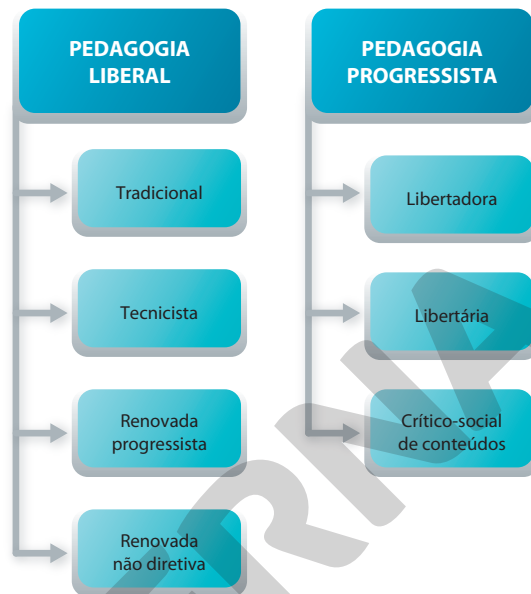 PEDAGOGIA
LIBERAL
Tradicional
Tecnicista
Renovada
progressista
Renovada
não diretiva
PEDAGOGIA
PROGRESSISTA
Libertadora
Libertária
Crítico-social
de conteúdos